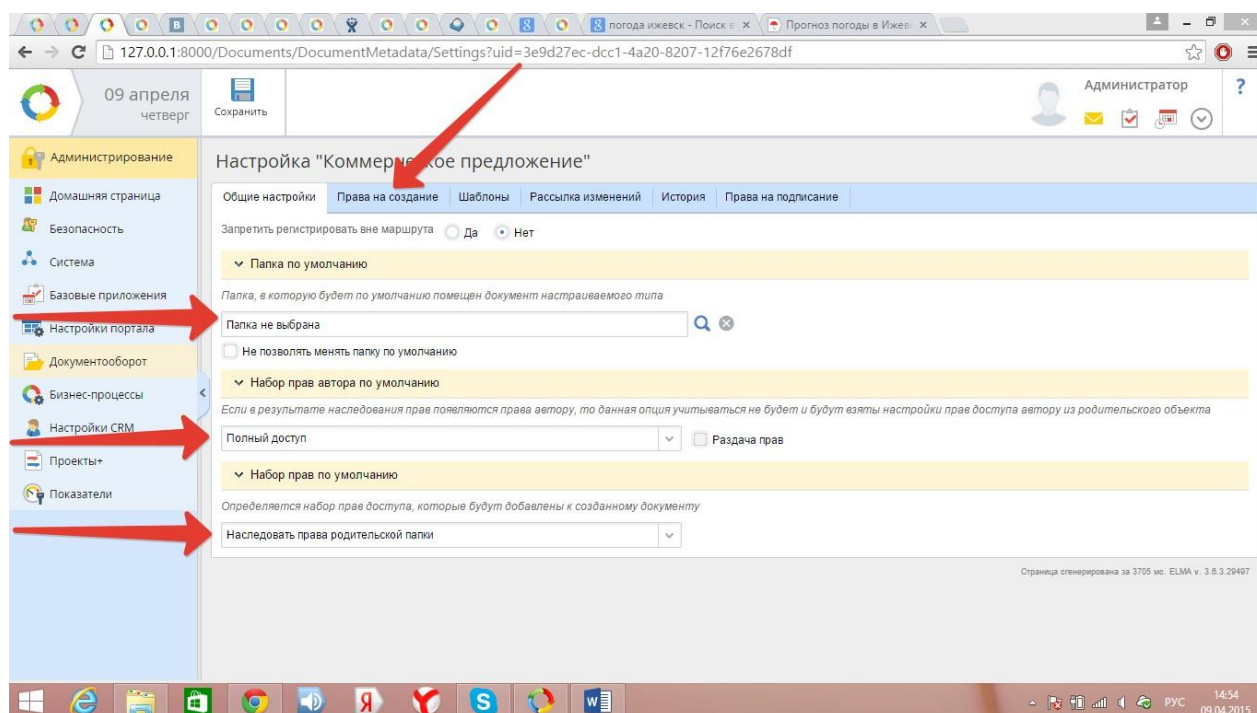 погода ижевск - Поиск в
Прогноз погоды в Ижев
127.0.0.1:8000/Documents/DocumentMetadata/Settings?uid=3e9d27ec-dcc1-4a20-8207-12f76e2678df
09 апреля
четверг
Сохранить
Администратор
?
Администрирование
Домашняя страница
Безопасность
Система
Базовые приложения
Настройки портала
Документооборот
Бизнес-процессы
Настройки CRM
Проекты+
Показатели
Настройка "Коммерческое предложение"
Общие настройки Права на создание Шаблоны Рассылка изменений История Права на подписание
Запретить регистрировать вне маршрута Да Нет
Папка по умолчанию
Папка, в которую будет по умолчанию помещен документ настраиваемого типа
Папка не выбрана
Не позволять менять папку по умолчанию
Набор прав автора по умолчанию
Если в результате наследования прав появляются права автору, то данная опция учитываться не будет и будут взяты настройки прав доступа автору из родительского объекта
Полный доступ Раздача прав
Набор прав по умолчанию
Определяется набор прав доступа, которые будут добавлены к созданному документу
Наследовать права родительской папки
Страница сгенерирована за 3705 мс. ELMA v. 3.6.3.29497
РУС
14:54
09.04.2015